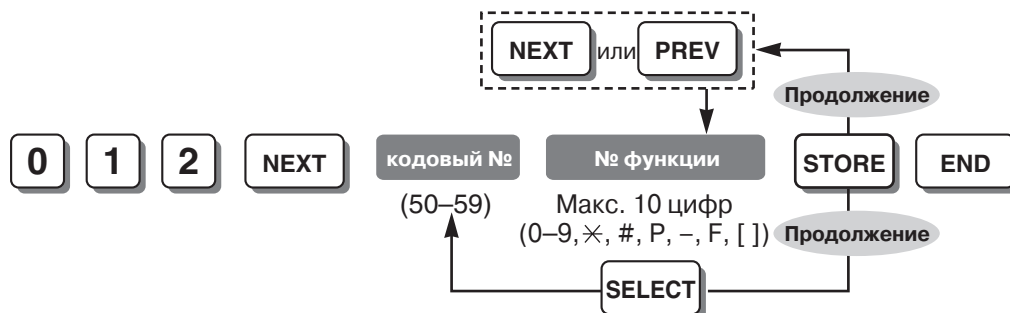 NEXT или PREV
Продолжение
0 1 2 NEXT кодовый № № функции STORE END
(50–59) Макс. 10 цифр
(0–9, ✳, #, P, –, F, [ ]) Продолжение
SELECT